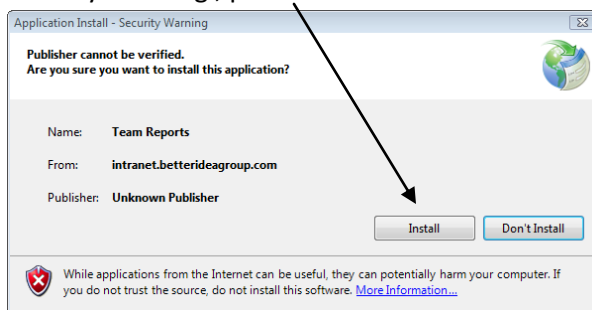 Application Install - Security Warning
Publisher cannot be verified.
Are you sure you want to install this application?
Name: Team Reports
From: intranet.betterideagroup.com
Publisher: Unknown Publisher
Install Don't Install
While applications from the Internet can be useful, they can potentially harm your computer. If
you do not trust the source, do not install this software. More Information...